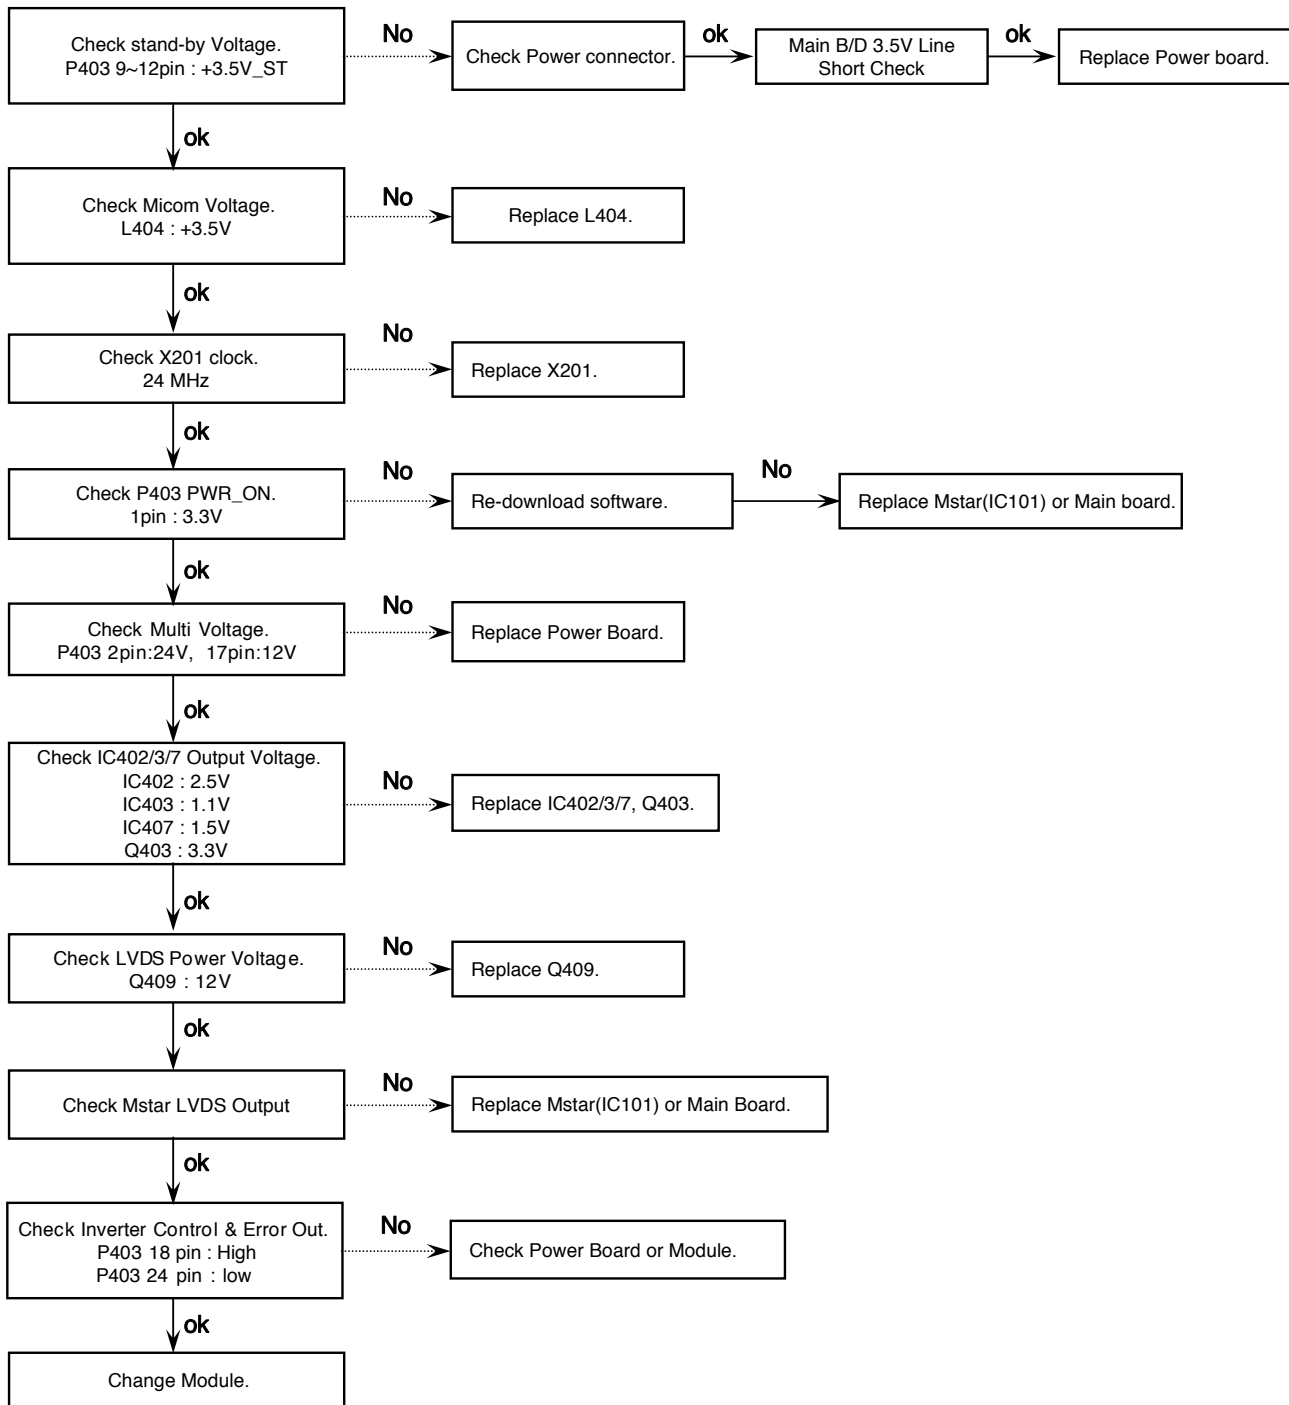 Check stand-by Voltage.
P403 9~12pin : +3.5V_ST
No
Check Power connector.
ok
Main B/D 3.5V Line
Short Check
ok
Replace Power board.
ok
Check Micom Voltage.
L404 : +3.5V
No
Replace L404.
ok
Check X201 clock.
24 MHz
No
Replace X201.
ok
Check P403 PWR_ON.
1pin : 3.3V
No
Re-download software.
No
Replace Mstar(IC101) or Main board.
ok
Check Multi Voltage.
P403 2pin:24V, 17pin:12V
No
Replace Power Board.
ok
Check IC402/3/7 Output Voltage.
IC402 : 2.5V
IC403 : 1.1V
IC407 : 1.5V
Q403 : 3.3V
No
Replace IC402/3/7, Q403.
ok
Check LVDS Power Voltage.
Q409 : 12V
No
Replace Q409.
ok
Check Mstar LVDS Output
No
Replace Mstar(IC101) or Main Board.
ok
Check Inverter Control & Error Out.
P403 18 pin : High
P403 24 pin : low
No
Check Power Board or Module.
ok
Change Module.